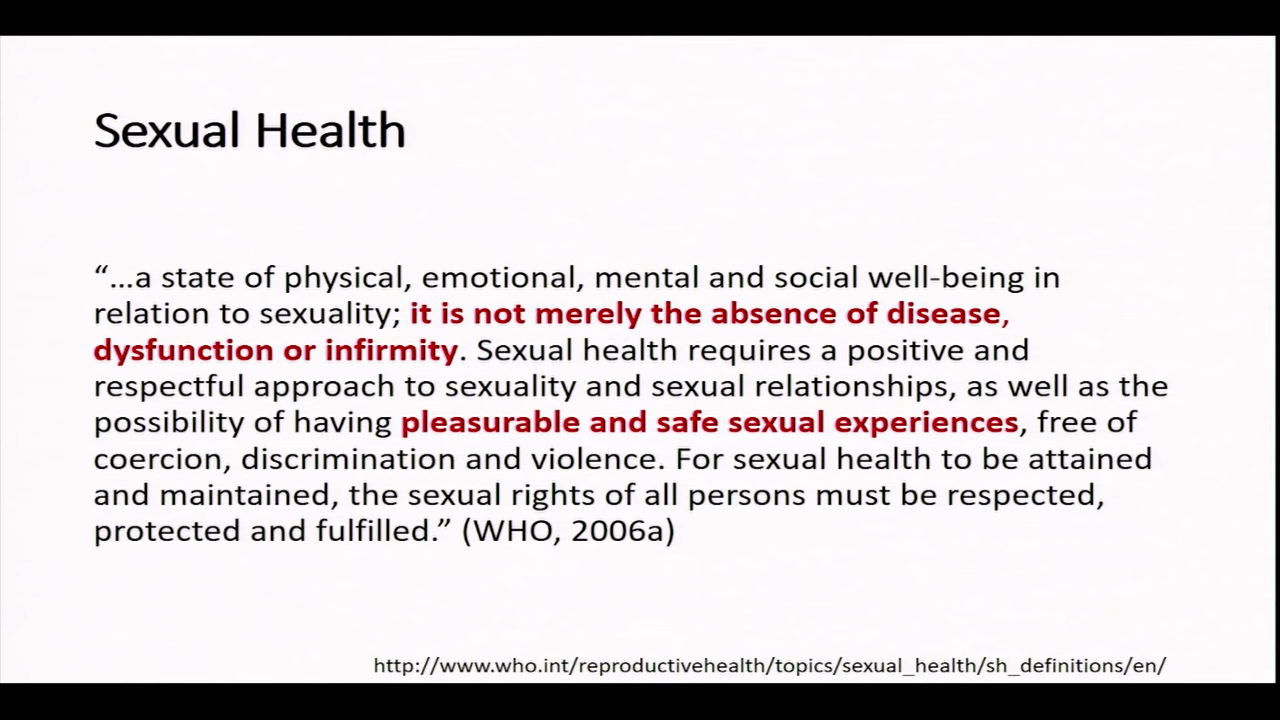 Sexual Health
“...a state of physical, emotional, mental and social well-being in
relation to sexuality; it is not merely the absence of disease,
dysfunction or infirmity. Sexual health requires a positive and
respectful approach to sexuality and sexual relationships, as well as the
possibility of having pleasurable and safe sexual experiences, free of
coercion, discrimination and violence. For sexual health to be attained
and maintained, the sexual rights of all persons must be respected,
protected and fulfilled.” (WHO, 2006a)
http://www.who.int/reproductivehealth/topics/sexual_health/sh_definitions/en/